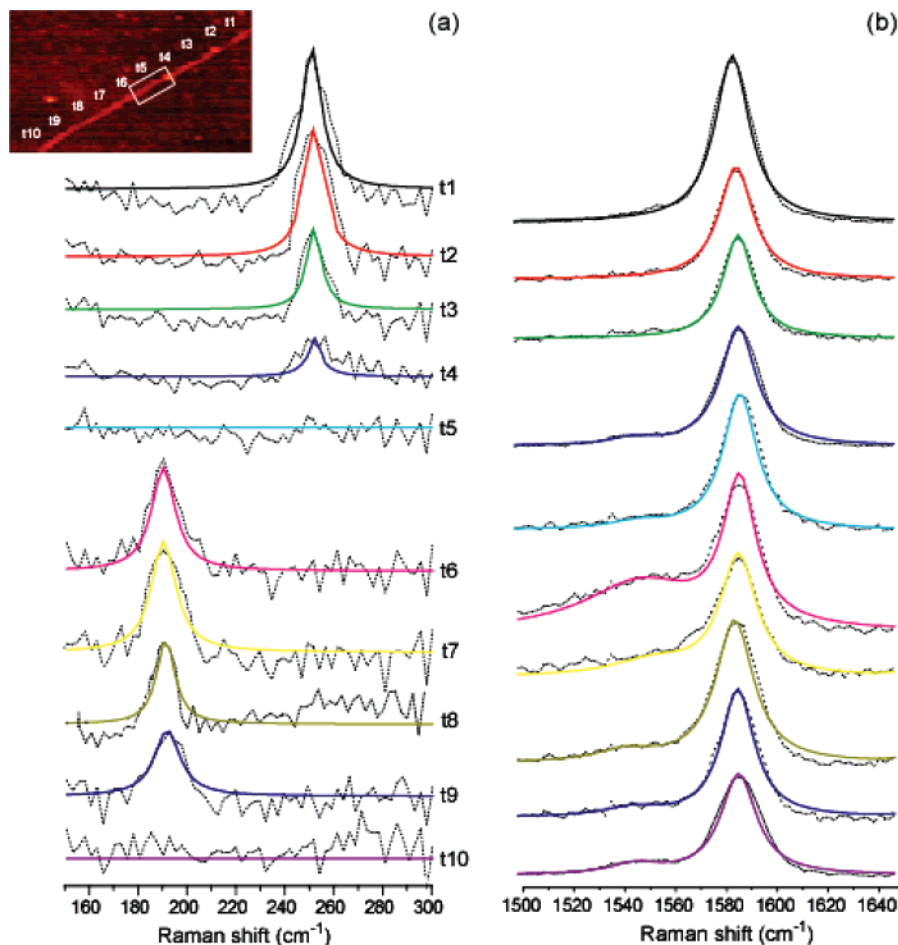 (a)
(b)
t1
t2
t3
t4
t5
t6
t7
t8
t9
t10
t1
t2
t3
t4
t5
t6
t7
t8
t9
t10
160 180 200 220 240 260 280 300
Raman shift (cm⁻¹)
1500 1520 1540 1560 1580 1600 1620 1640
Raman shift (cm⁻¹)